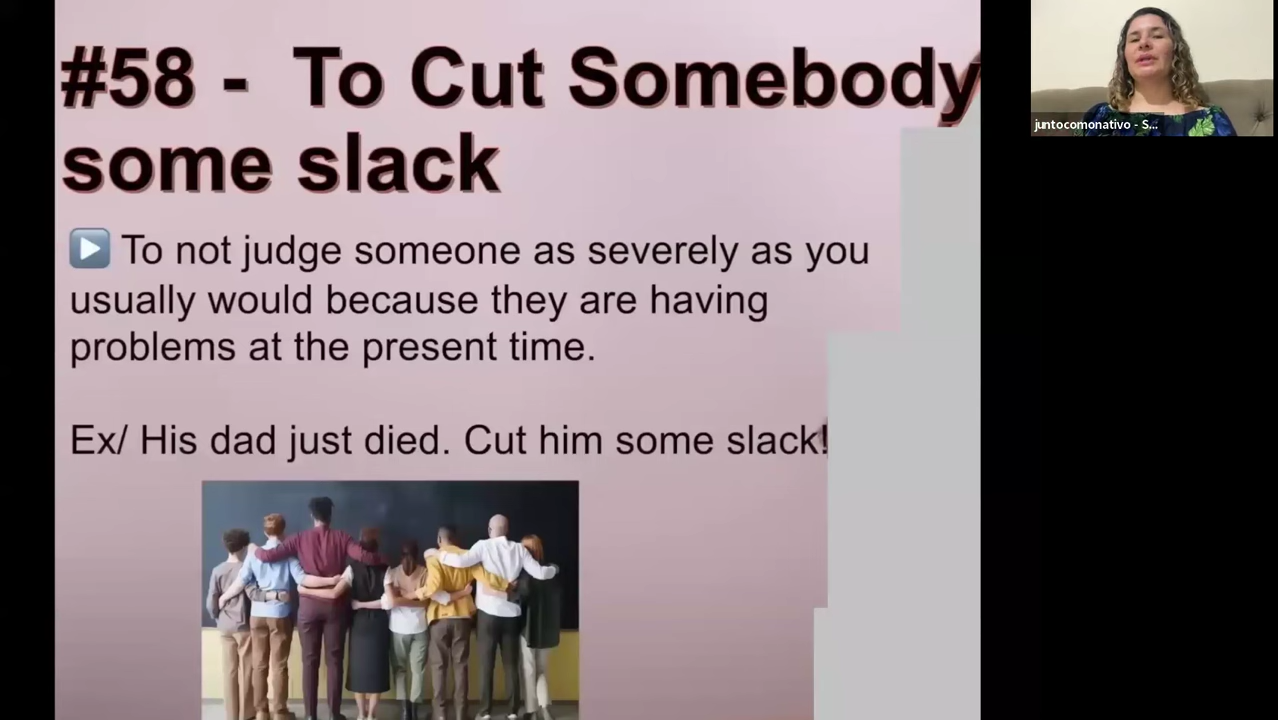 #58 - To Cut Somebody
some slack
▶️ To not judge someone as severely as you
usually would because they are having
problems at the present time.
Ex/ His dad just died. Cut him some slack!
juntocomonativo - S...